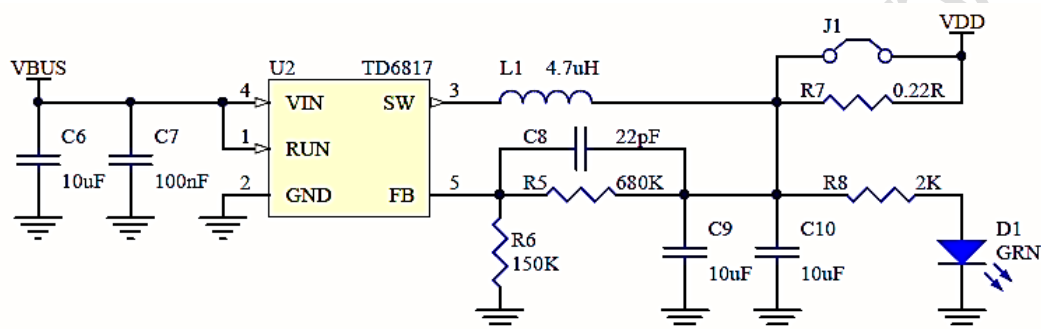 VBUS
U2 TD6817
4 VIN SW 3
1 RUN
2 GND FB 5
C6
10uF
C7
100nF
L1 4.7uH
C8 22pF
R5 680K
R6
150K
C9
10uF
C10
10uF
J1
VDD
R7 0.22R
R8 2K
D1
GRN